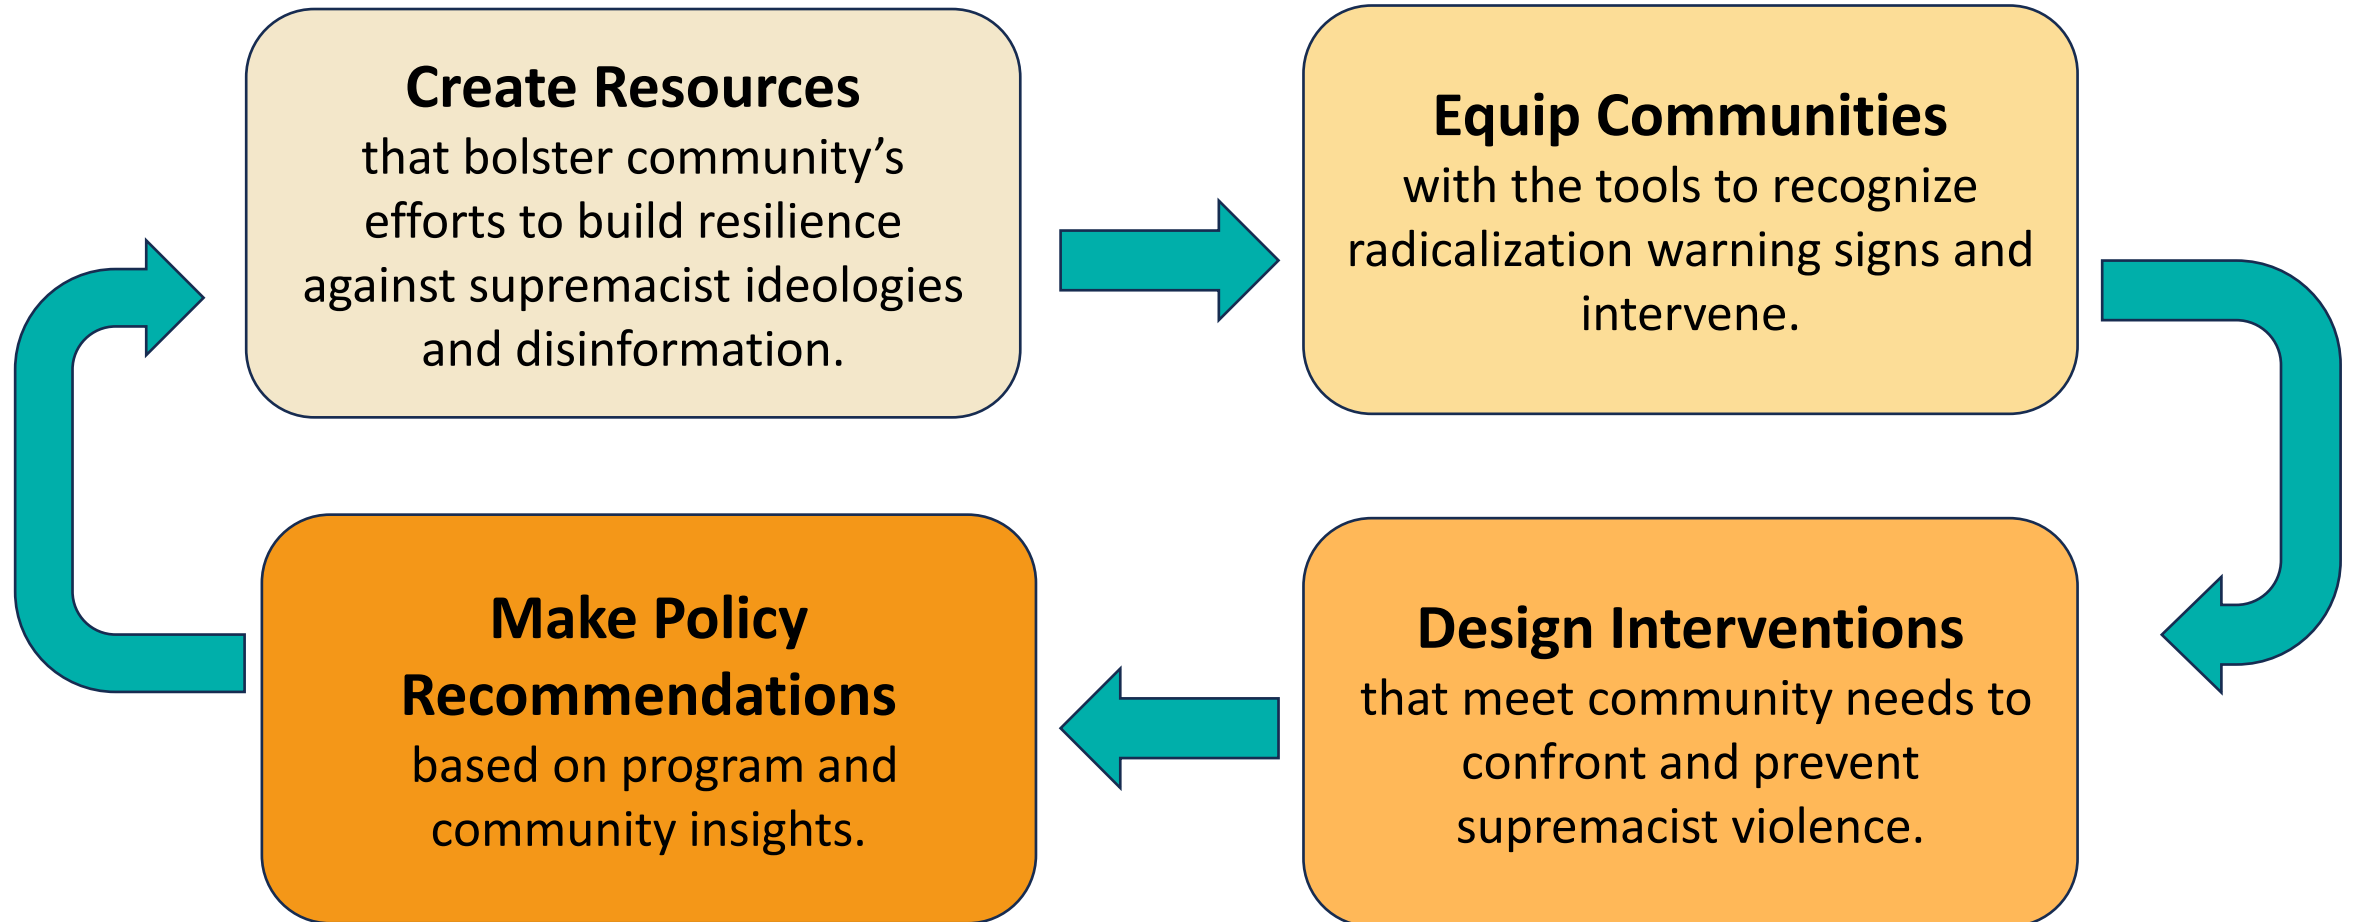 Create Resources
that bolster community’s
efforts to build resilience
against supremacist ideologies
and disinformation.
Equip Communities
with the tools to recognize
radicalization warning signs and
intervene.
Design Interventions
that meet community needs to
confront and prevent
supremacist violence.
Make Policy
Recommendations
based on program and
community insights.